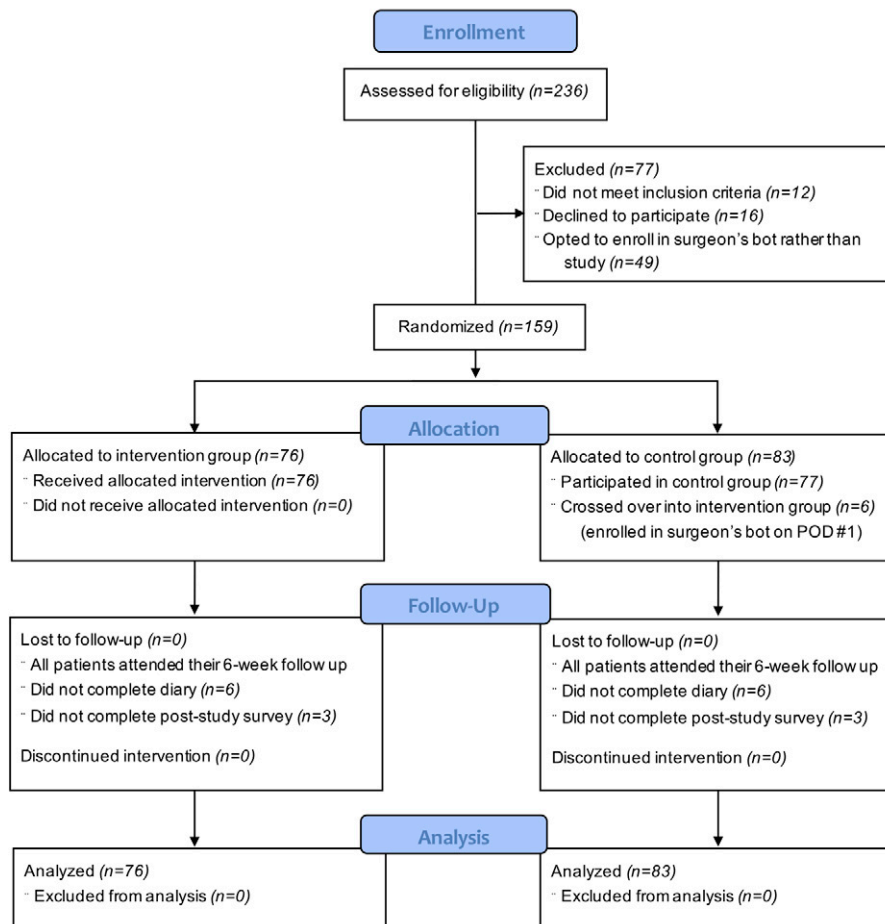 Enrollment
Assessed for eligibility (n=236)
Excluded (n=77)
¨ Did not meet inclusion criteria (n=12)
¨ Declined to participate (n=16)
¨ Opted to enroll in surgeon’s bot rather than
study (n=49)
Randomized (n=159)
Allocation
Allocated to intervention group (n=76)
¨ Received allocated intervention (n=76)
¨ Did not receive allocated intervention (n=0)
Allocated to control group (n=83)
¨ Participated in control group (n=77)
¨ Crossed over into intervention group (n=6)
(enrolled in surgeon’s bot on POD #1)
Follow-Up
Lost to follow-up (n=0)
¨ All patients attended their 6-week follow up
¨ Did not complete diary (n=6)
¨ Did not complete post-study survey (n=3)
Discontinued intervention (n=0)
Lost to follow-up (n=0)
¨ All patients attended their 6-week follow up
¨ Did not complete diary (n=6)
¨ Did not complete post-study survey (n=3)
Discontinued intervention (n=0)
Analysis
Analyzed (n=76)
¨ Excluded from analysis (n=0)
Analyzed (n=83)
¨ Excluded from analysis (n=0)